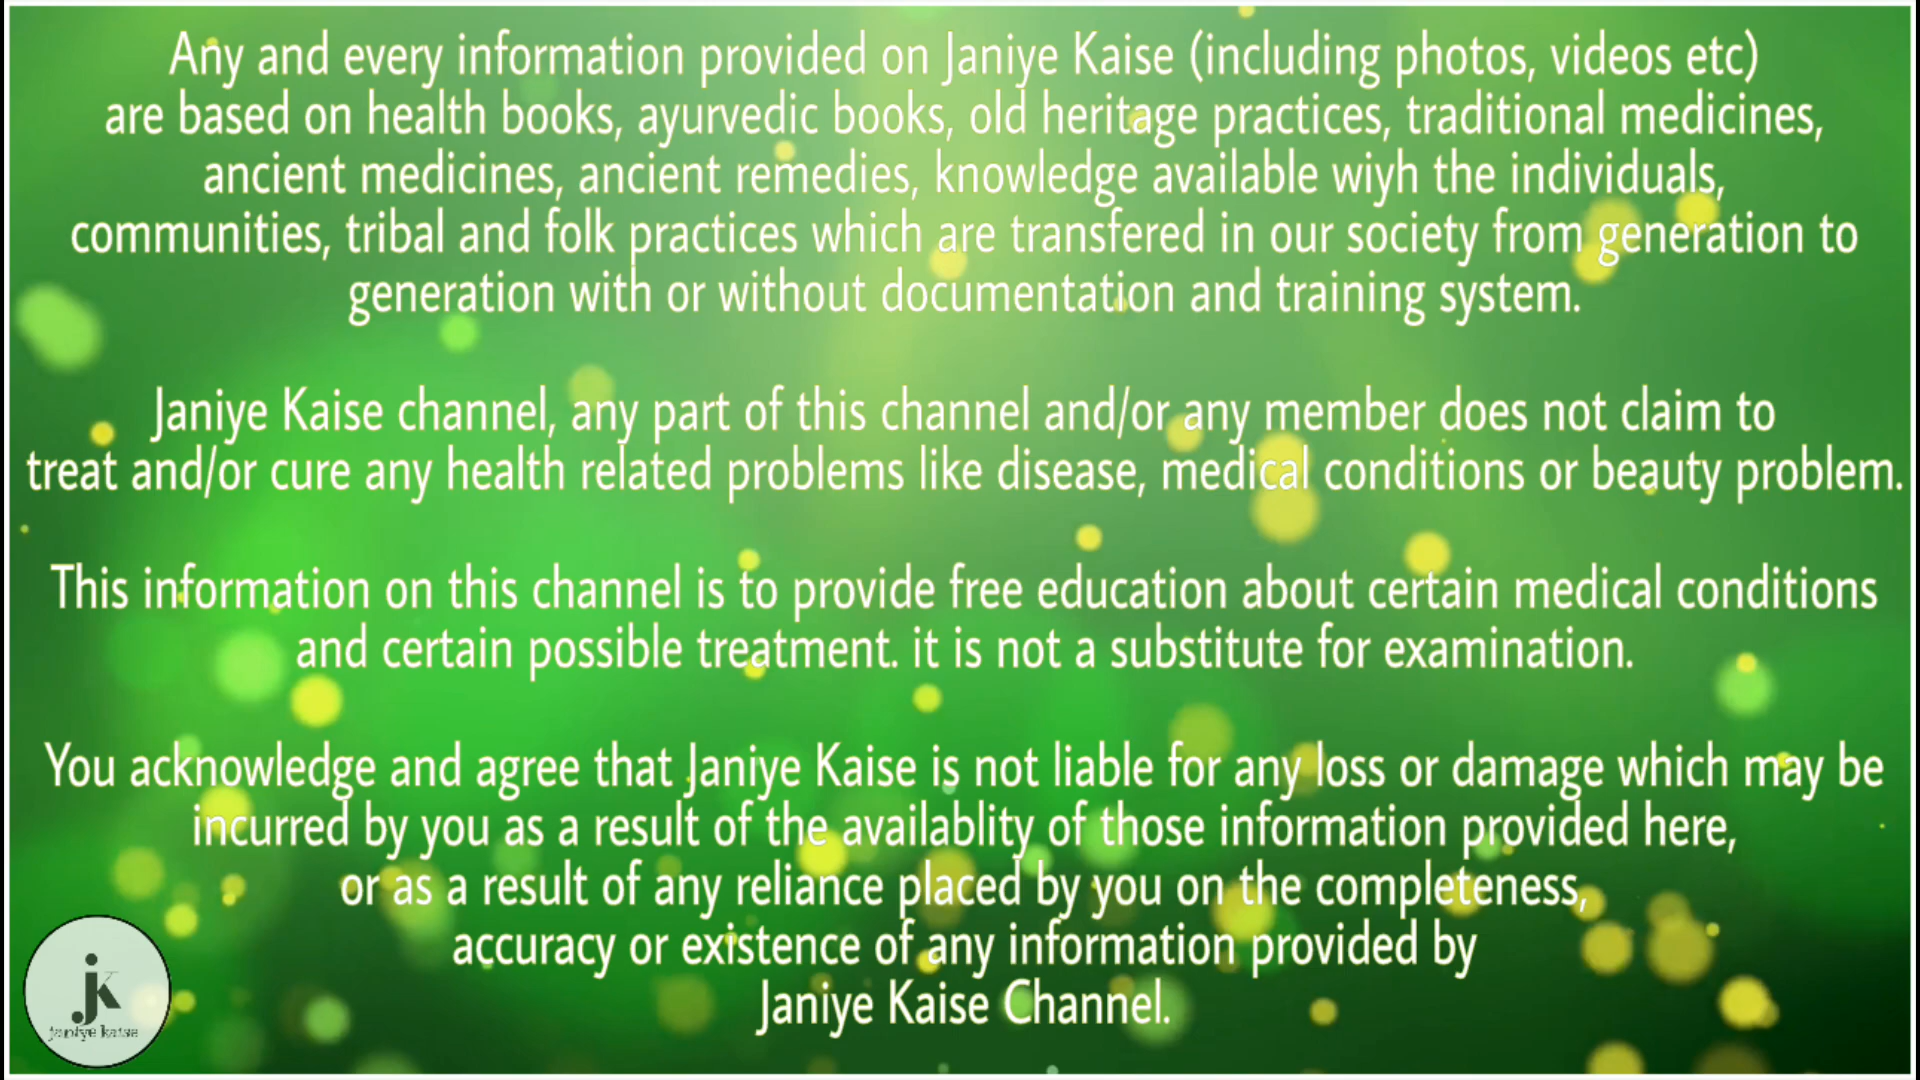 Any and every information provided on Janiye Kaise (including photos, videos etc)
are based on health books, ayurvedic books, old heritage practices, traditional medicines,
ancient medicines, ancient remedies, knowledge available wiyh the individuals,
communities, tribal and folk practices which are transfered in our society from generation to
generation with or without documentation and training system.
Janiye Kaise channel, any part of this channel and/or any member does not claim to
treat and/or cure any health related problems like disease, medical conditions or beauty problem.
This information on this channel is to provide free education about certain medical conditions
and certain possible treatment. it is not a substitute for examination.
You acknowledge and agree that Janiye Kaise is not liable for any loss or damage which may be
incurred by you as a result of the availablity of those information provided here,
or as a result of any reliance placed by you on the completeness,
accuracy or existence of any information provided by
Janiye Kaise Channel.
jk
janiye kaise